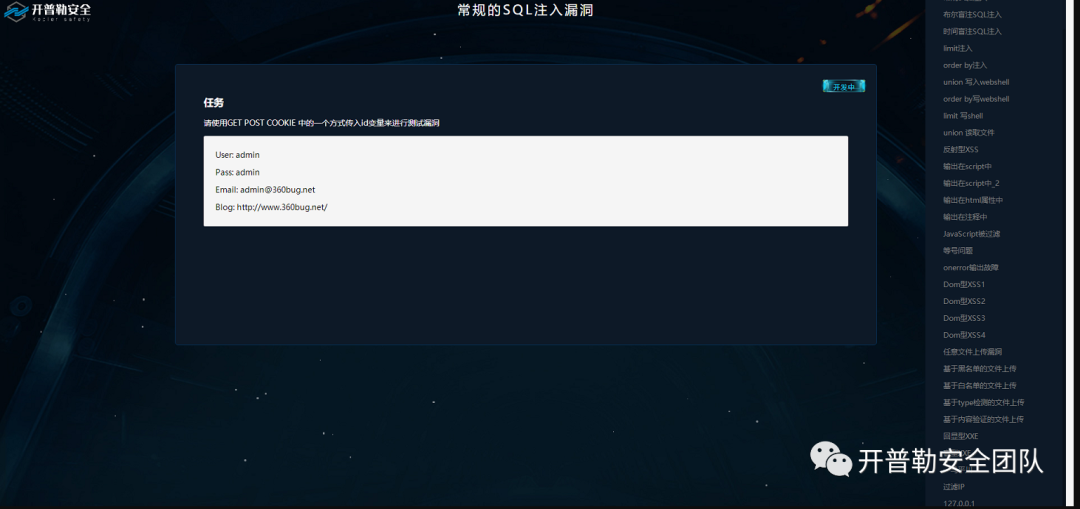 开普勒安全
Kepler safety
常规的SQL注入漏洞
开发中
任务
请使用GET POST COOKIE 中的一个方式传入id变量来进行测试漏洞
User: admin
Pass: admin
Email: admin@360bug.net
Blog: http://www.360bug.net/
布尔盲注SQL注入
时间盲注SQL注入
limit注入
order by注入
union 写入webshell
order by写webshell
limit 写shell
union 读取文件
反射型XSS
输出在script中
输出在script中_2
输出在html属性中
输出在注释中
JavaScript被过滤
等号问题
onerror输出故障
Dom型XSS1
Dom型XSS2
Dom型XSS3
Dom型XSS4
任意文件上传漏洞
基于黑名单的文件上传
基于白名单的文件上传
基于type检测的文件上传
基于内容验证的文件上传
回显型XXE
开普勒安全团队
过滤IP
127.0.0.1